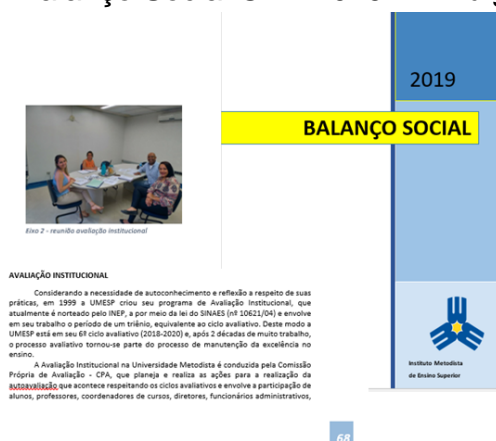 2019
BALANÇO SOCIAL
Eixo 2 - reunião avaliação institucional
AVALIAÇÃO INSTITUCIONAL
Considerando a necessidade de autoconhecimento e reflexão a respeito de suas
práticas, em 1999 a UMESP criou seu programa de Avaliação Institucional, que
atualmente é norteado pelo INEP, a por meio da lei do SINAES (nº 10621/04) e envolve
em seu trabalho o período de um triênio, equivalente ao ciclo avaliativo. Deste modo a
UMESP está em seu 6º ciclo avaliativo (2018-2020) e, após 2 décadas de muito trabalho,
o processo avaliativo tornou-se parte do processo de manutenção da excelência no
ensino.
A Avaliação Institucional na Universidade Metodista é conduzida pela Comissão
Própria de Avaliação - CPA, que planeja e realiza as ações para a realização da
autoavaliação que acontece respeitando os ciclos avaliativos e envolve a participação de
alunos, professores, coordenadores de cursos, diretores, funcionários administrativos,
Instituto Metodista
de Ensino Superior
68